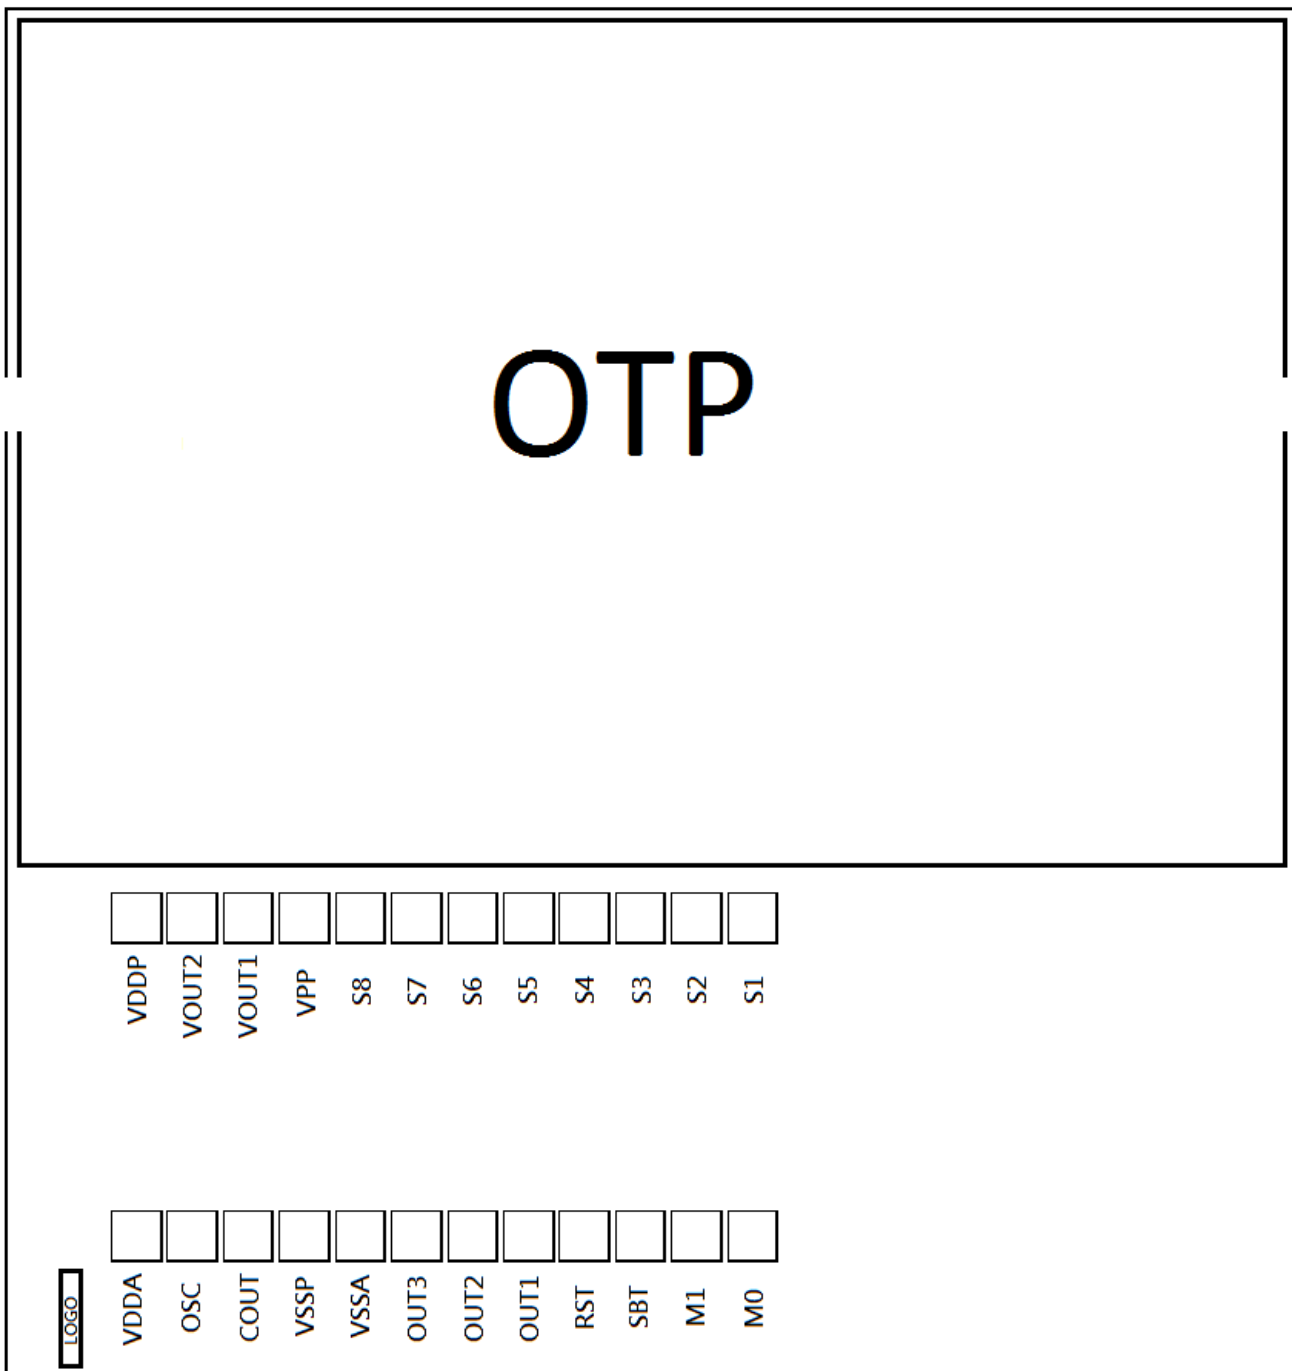 OTP
VDDP VOUT2 VOUT1 VPP S8 S7 S6 S5 S4 S3 S2 S1
VDDA OSC COUT VSSP VSSA OUT3 OUT2 OUT1 RST SBT M1 M0
LOGO